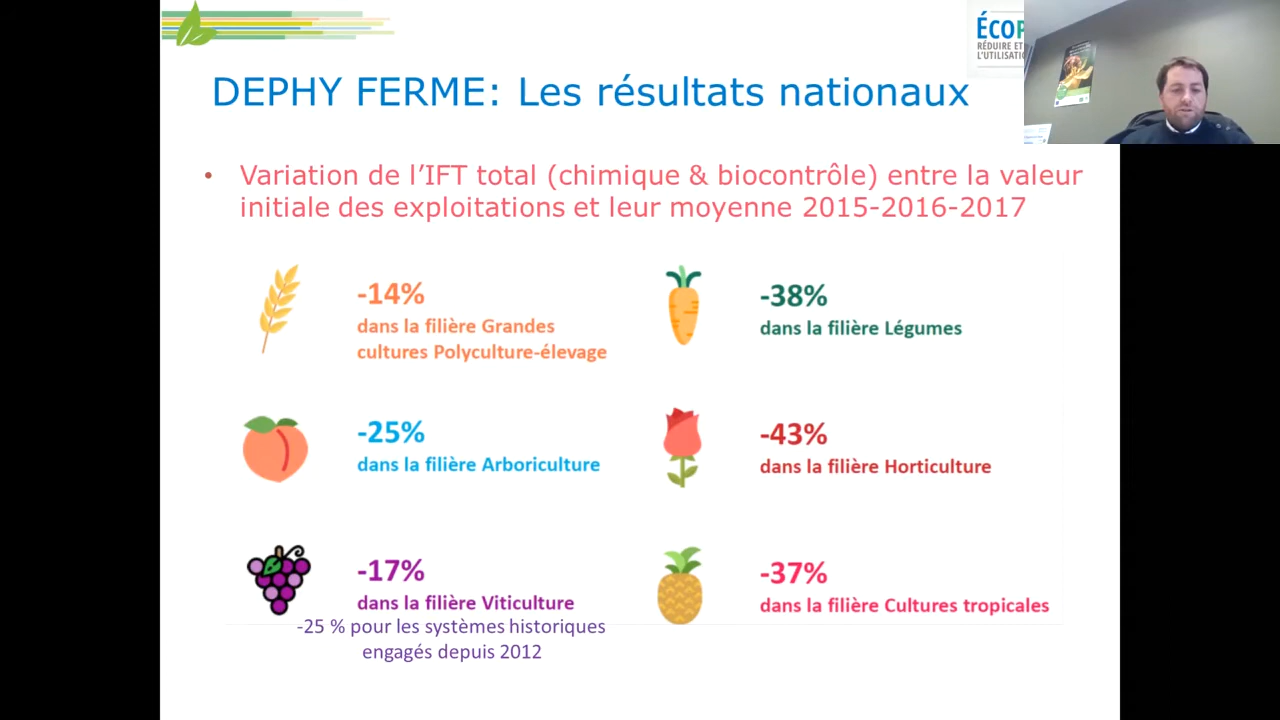 ÉCOP
RÉDUIRE ET
L'UTILISATIO
DEPHY FERME: Les résultats nationaux
• Variation de l'IFT total (chimique & biocontrôle) entre la valeur
initiale des exploitations et leur moyenne 2015-2016-2017
-14%
dans la filière Grandes
cultures Polyculture-élevage
-38%
dans la filière Légumes
-25%
dans la filière Arboriculture
-43%
dans la filière Horticulture
-17%
dans la filière Viticulture
-25 % pour les systèmes historiques
engagés depuis 2012
-37%
dans la filière Cultures tropicales